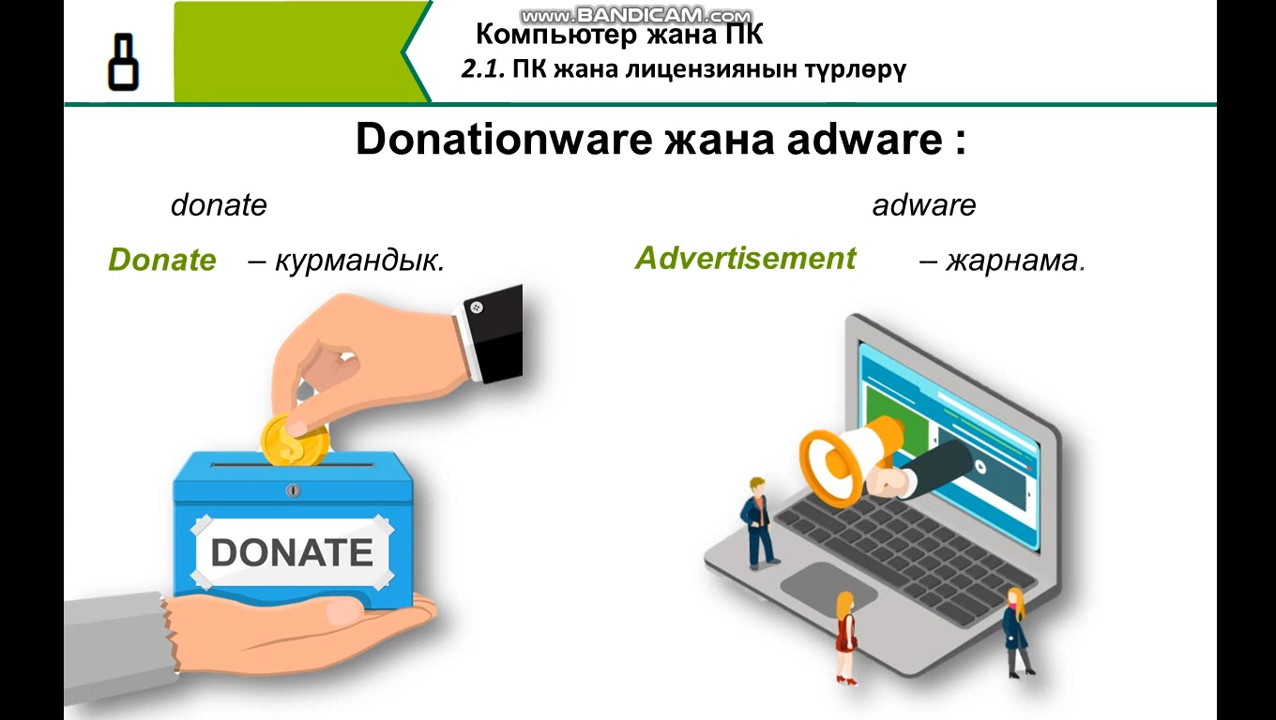 www.BANDICAM.com
8
Компьютер жана ПК
2.1. ПК жана лицензиянын түрлөрү
Donationware жана adware :
donate
adware
Donate – курмандык.
Advertisement – жарнама.
DONATE